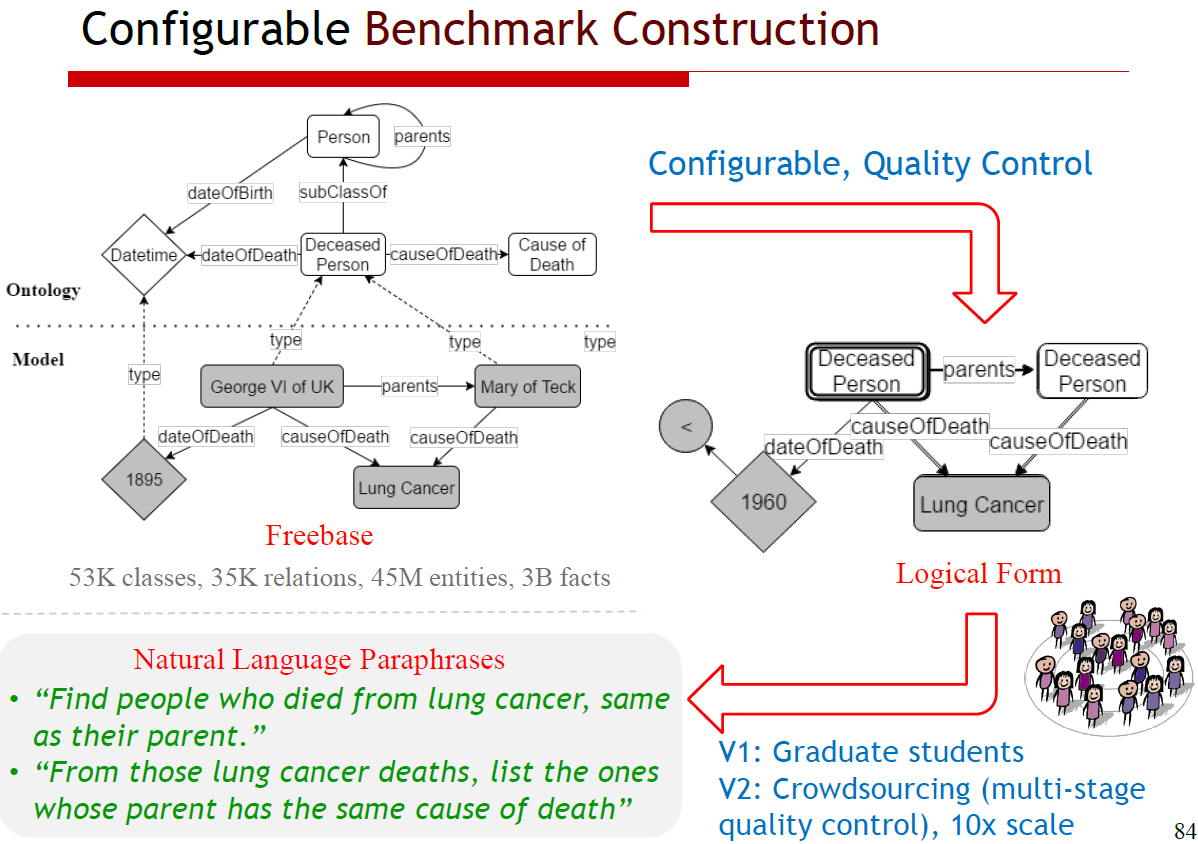 Configurable Benchmark Construction
Person
parents
dateOfBirth
subClassOf
Datetime
dateOfDeath
Deceased
Person
causeOfDeath
Cause of
Death
Ontology
Model
type
type
type
type
George VI of UK
parents
Mary of Teck
dateOfDeath
causeOfDeath
causeOfDeath
1895
Lung Cancer
Freebase
53K classes, 35K relations, 45M entities, 3B facts
Configurable, Quality Control
Deceased
Person
parents
Deceased
Person
<
causeOfDeath
dateOfDeath
causeOfDeath
1960
Lung Cancer
Logical Form
Natural Language Paraphrases
• “Find people who died from lung cancer, same
as their parent.”
• “From those lung cancer deaths, list the ones
whose parent has the same cause of death”
V1: Graduate students
V2: Crowdsourcing (multi-stage
quality control), 10x scale
84